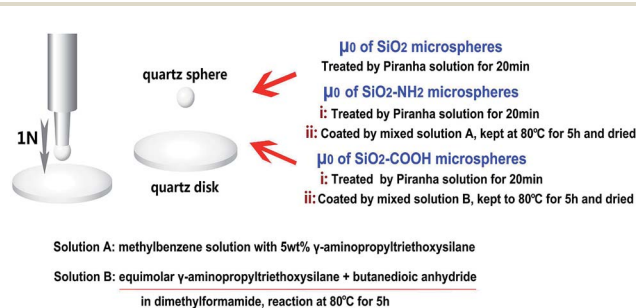 1N
quartz sphere
quartz disk
µ0 of SiO2 microspheres
Treated by Piranha solution for 20min
µ0 of SiO2-NH2 microspheres
i: Treated by Piranha solution for 20min
ii: Coated by mixed solution A, kept at 80℃ for 5h and dried
µ0 of SiO2-COOH microspheres
i: Treated by Piranha solution for 20min
ii: Coated by mixed solution B, kept to 80℃ for 5h and dried
Solution A: methylbenzene solution with 5wt% γ-aminopropyltriethoxysilane
Solution B: equimolar γ-aminopropyltriethoxysilane + butanedioic anhydride
in dimethylformamide, reaction at 80℃ for 5h